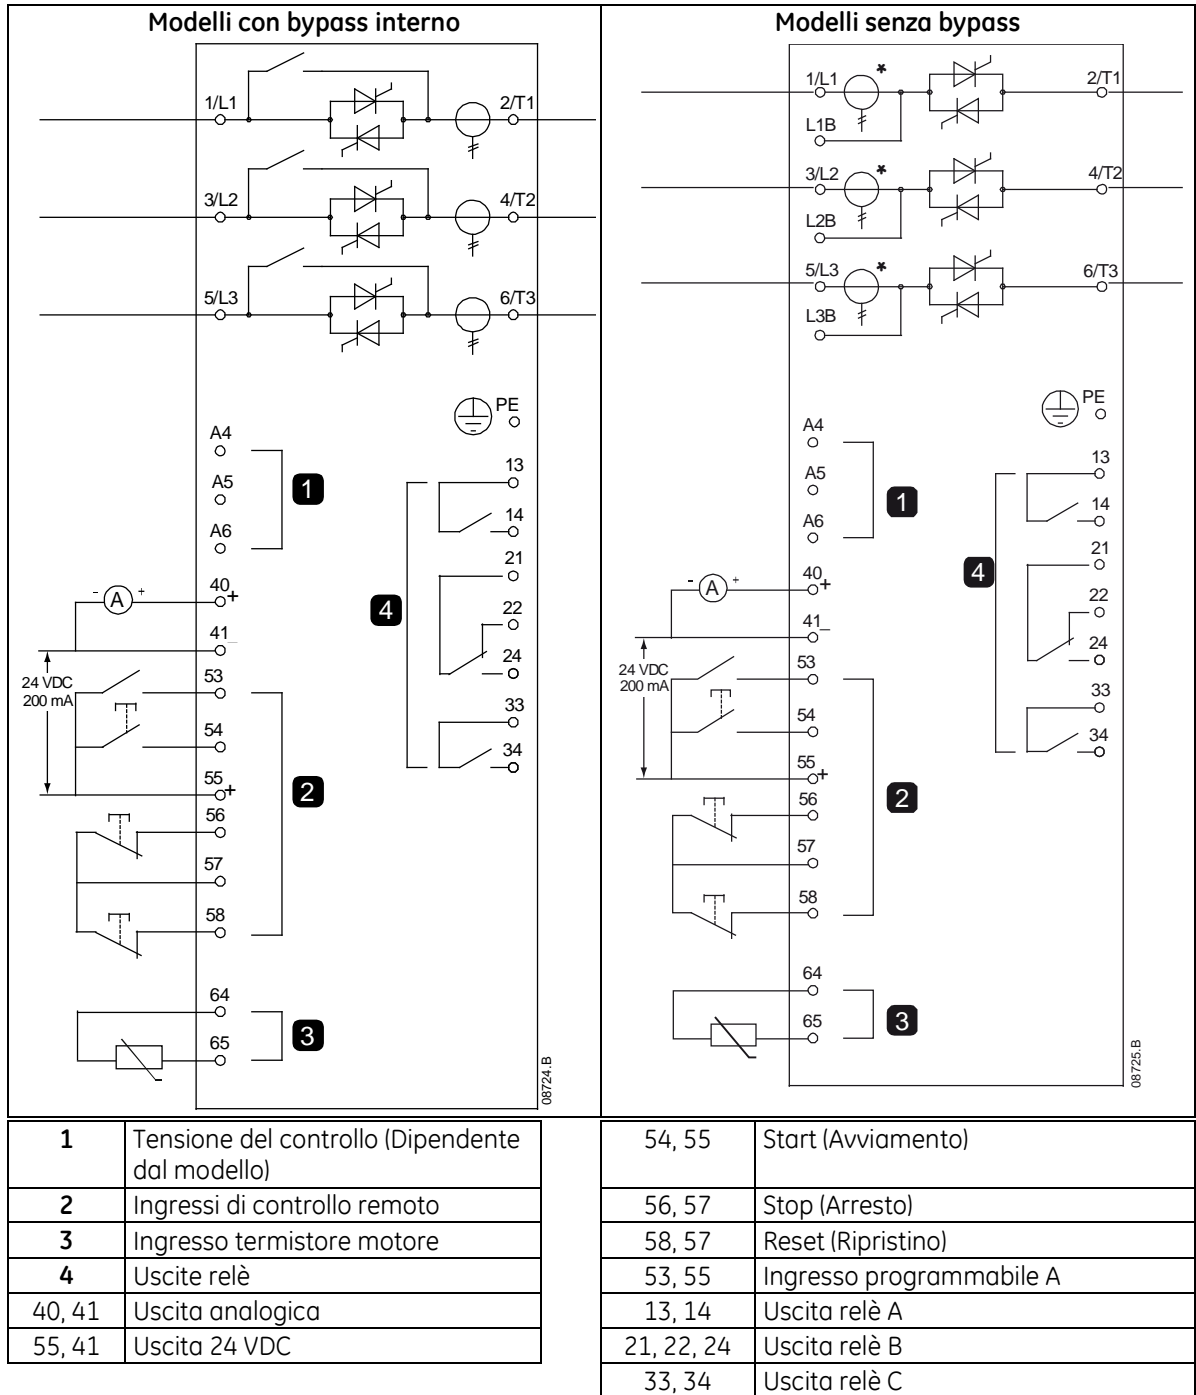 Modelli con bypass interno
1/L1
2/T1
3/L2
4/T2
5/L3
6/T3
PE
A4
A5
A6
1
13
14
21
22
24
33
34
4
- A +
40
+
41
_
24 VDC
200 mA
53
54
55
+
56
57
58
2
64
65
3
08724.B
Modelli senza bypass
1/L1
*
2/T1
L1B
3/L2
*
4/T2
L2B
5/L3
*
6/T3
L3B
PE
A4
A5
A6
1
13
14
21
22
24
33
34
4
- A +
40
+
41
_
24 VDC
200 mA
53
54
55
+
56
57
58
2
64
65
3
08725.B
1 Tensione del controllo (Dipendente
dal modello)
2 Ingressi di controllo remoto
3 Ingresso termistore motore
4 Uscite relè
40, 41 Uscita analogica
55, 41 Uscita 24 VDC
54, 55 Start (Avviamento)
56, 57 Stop (Arresto)
58, 57 Reset (Ripristino)
53, 55 Ingresso programmabile A
13, 14 Uscita relè A
21, 22, 24 Uscita relè B
33, 34 Uscita relè C